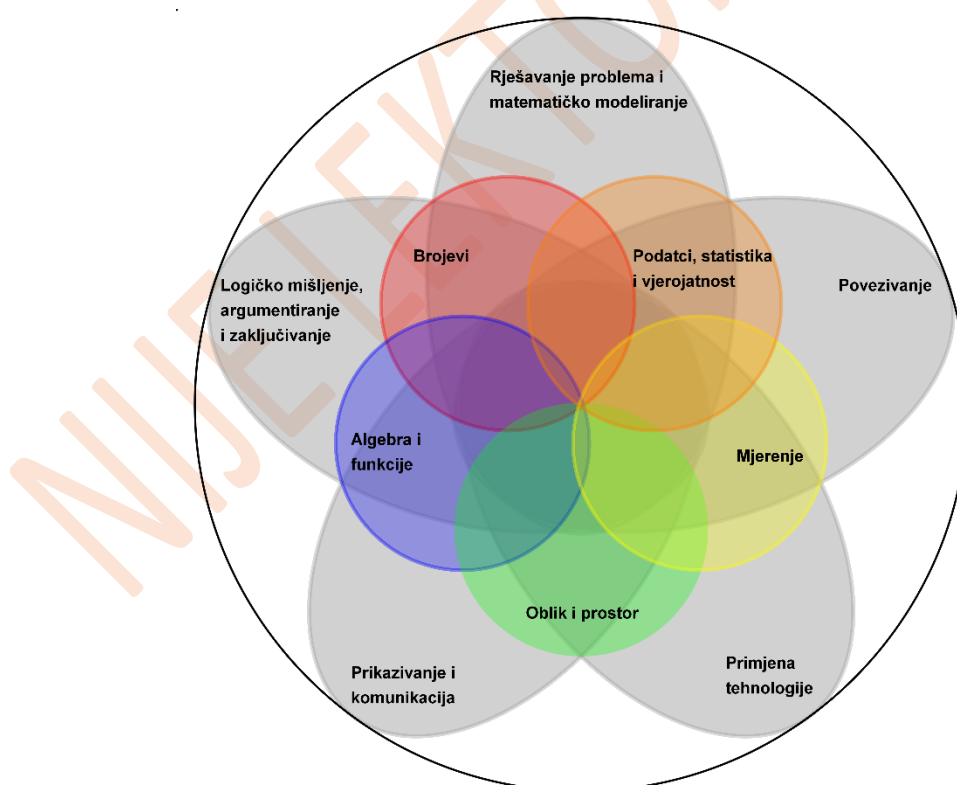 Rješavanje problema i
matematičko modeliranje
Brojevi
Podatci, statistika
i vjerojatnost
Logičko mišljenje,
argumentiranje
i zaključivanje
Povezivanje
Algebra i
funkcije
Mjerenje
Oblik i prostor
Prikazivanje i
komunikacija
Primjena
tehnologije
NIJE LEKTO